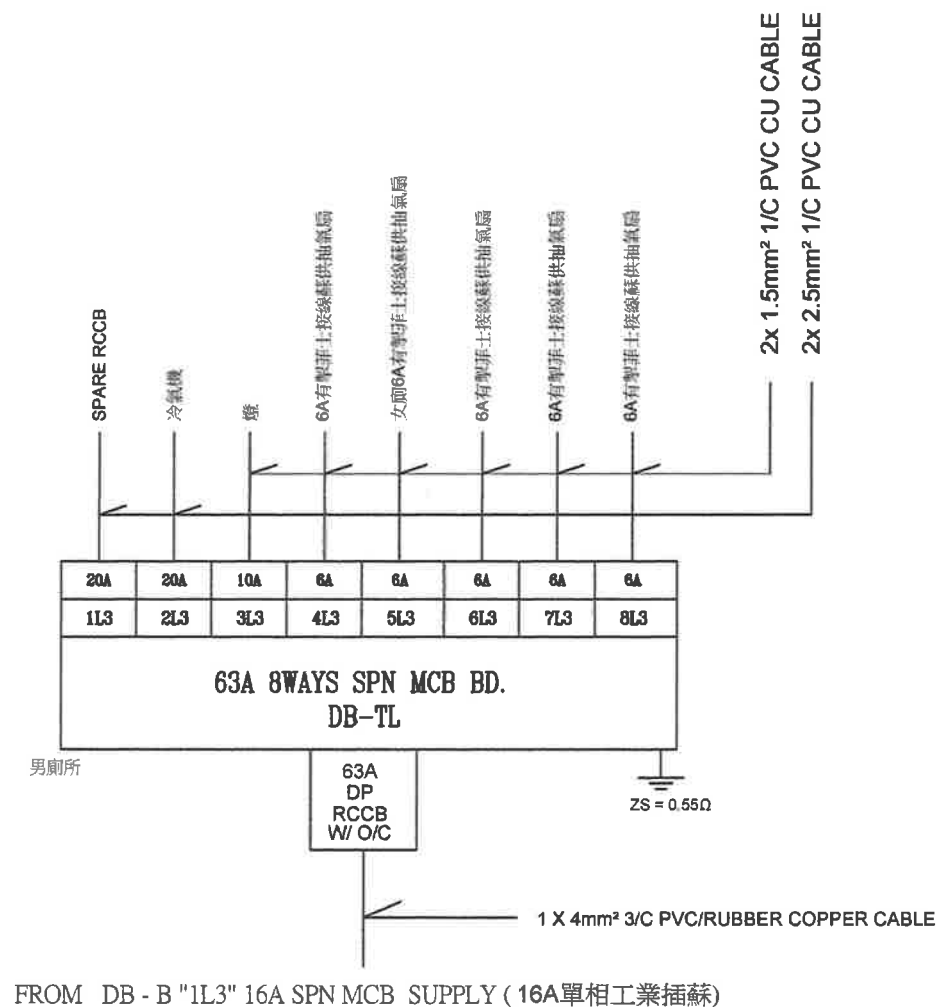 2x 1.5mm² 1/C PVC CU CABLE
2x 2.5mm² 1/C PVC CU CABLE
SPARE RCCB
冷氣機
燈
6A有掣菲士接線蘇供抽氣扇
女廁6A有掣菲士接線蘇供抽氣扇
6A有掣菲士接線蘇供抽氣扇
6A有掣菲士接線蘇供抽氣扇
6A有掣菲士接線蘇供抽氣扇
20A 20A 10A 6A 6A 6A 6A 6A
1L3 2L3 3L3 4L3 5L3 6L3 7L3 8L3
63A 8WAYS SPN MCB BD.
DB-TL
男廁所
63A
DP
RCCB
W/ O/C
ZS = 0.55Ω
1 X 4mm² 3/C PVC/RUBBER COPPER CABLE
FROM DB - B "1L3" 16A SPN MCB SUPPLY ( 16A單相工業插蘇)